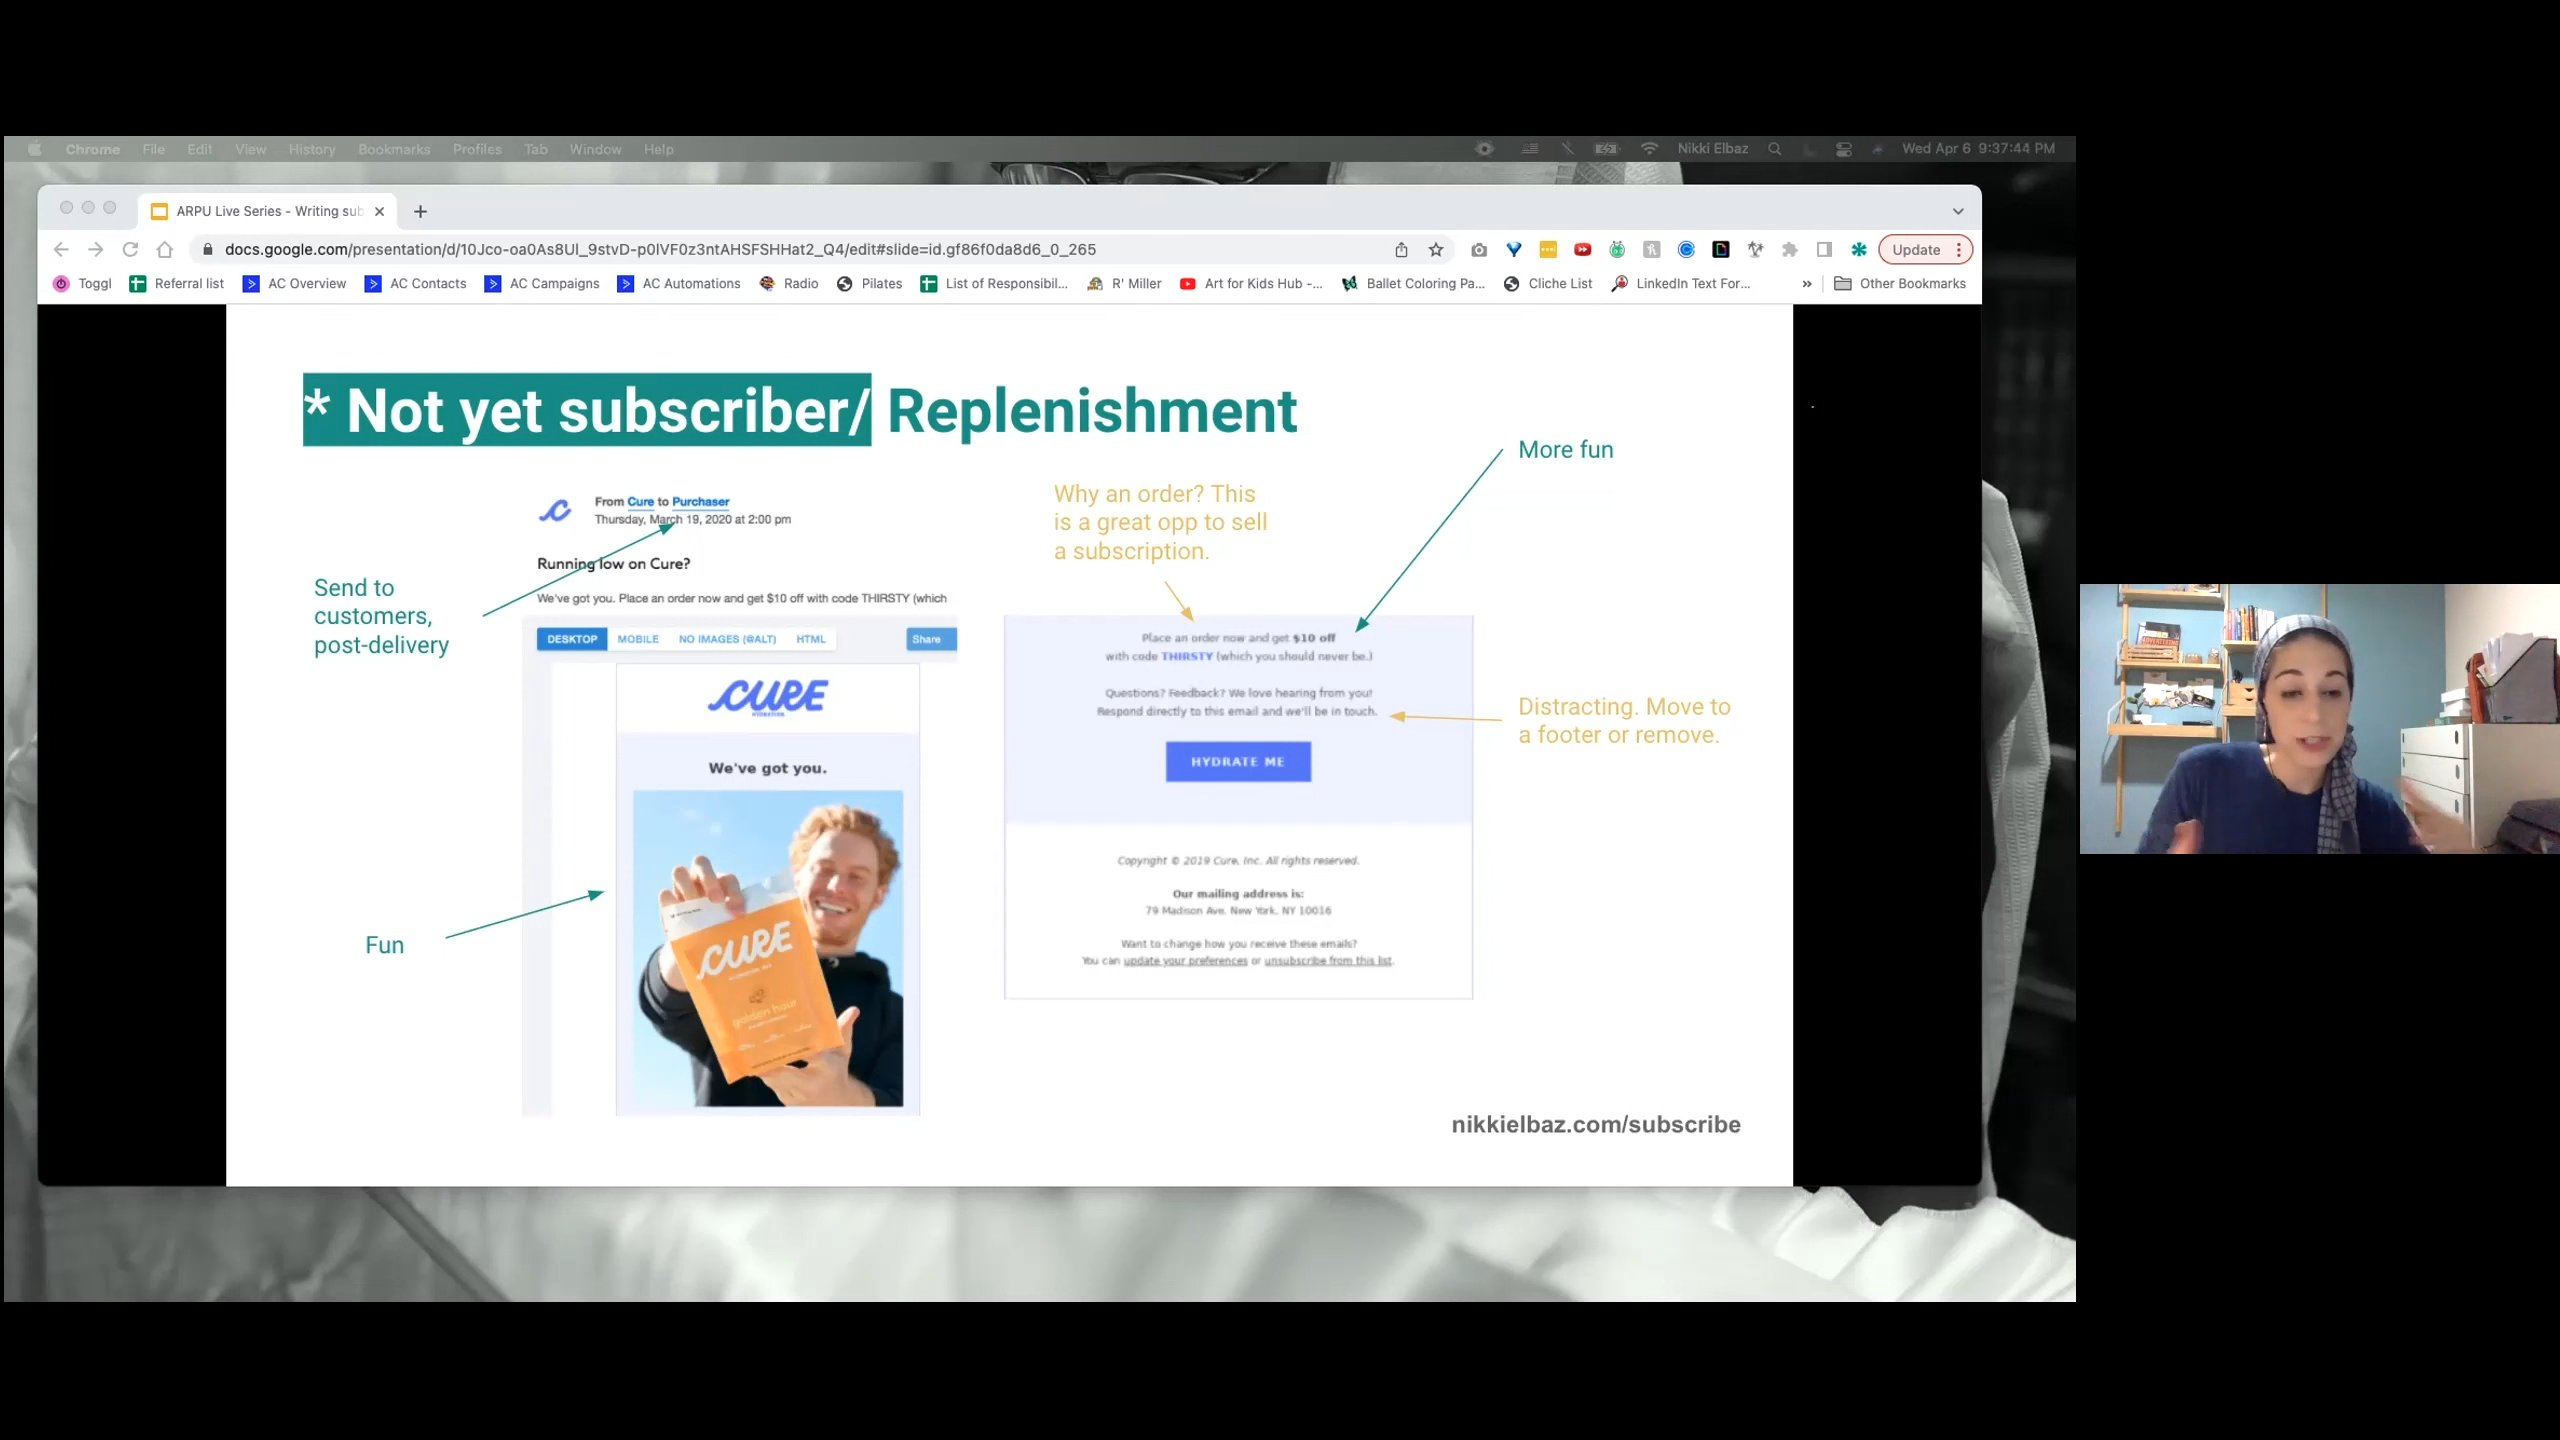 Chrome File Edit View History Bookmarks Profiles Tab Window Help
Nikki Elbaz Wed Apr 6 9:37:44 PM
ARPU Live Series - Writing sub
docs.google.com/presentation/d/10Jco-oa0As8Ul_9stvD-p0lVF0z3ntAHSFSHHat2_Q4/edit#slide=id.gf86f0da8d6_0_265
Update
Toggl Referral list AC Overview AC Contacts AC Campaigns AC Automations Radio Pilates List of Responsibil... R' Miller Art for Kids Hub -... Ballet Coloring Pa... Cliche List LinkedIn Text For... » Other Bookmarks
* Not yet subscriber/ Replenishment
From Cure to Purchaser
Thursday, March 19, 2020 at 2:00 pm
Running low on Cure?
We've got you. Place an order now and get $10 off with code THIRSTY (which
DESKTOP MOBILE NO IMAGES (@ALT) HTML Share
CURE
We've got you.
CURE
golden hour
Send to
customers,
post-delivery
Fun
Why an order? This
is a great opp to sell
a subscription.
More fun
Place an order now and get $10 off
with code THIRSTY (which you should never be.)
Questions? Feedback? We love hearing from you!
Respond directly to this email and we'll be in touch.
HYDRATE ME
Distracting. Move to
a footer or remove.
Copyright © 2019 Cure, Inc. All rights reserved.
Our mailing address is:
79 Madison Ave. New York, NY 10016
Want to change how you receive these emails?
You can update your preferences or unsubscribe from this list.
nikkielbaz.com/subscribe